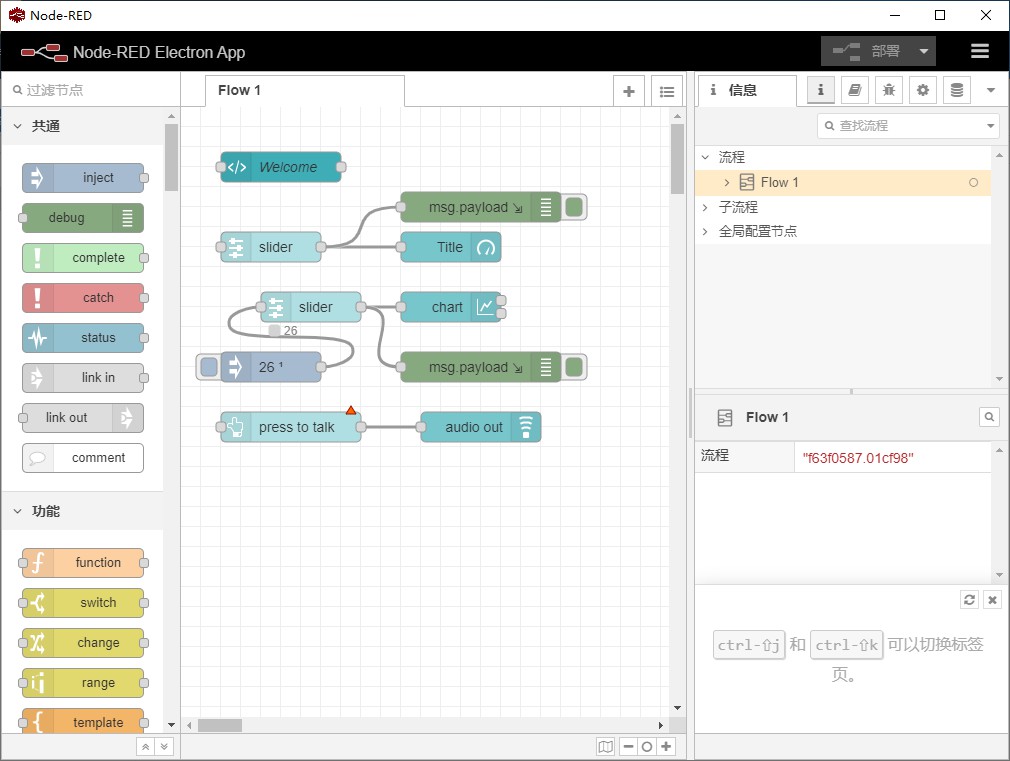 Node-RED
Node-RED Electron App
部署
过滤节点
共通
inject
debug
complete
catch
status
link in
link out
comment
功能
function
switch
change
range
template
Flow 1
Welcome
msg.payload
slider
Title
slider
chart
26
26 ¹
msg.payload
press to talk
audio out
信息
查找流程
流程
Flow 1
子流程
全局配置节点
Flow 1
流程
"f63f0587.01cf98"
ctrl-⇧j 和 ctrl-⇧k 可以切换标签
页。